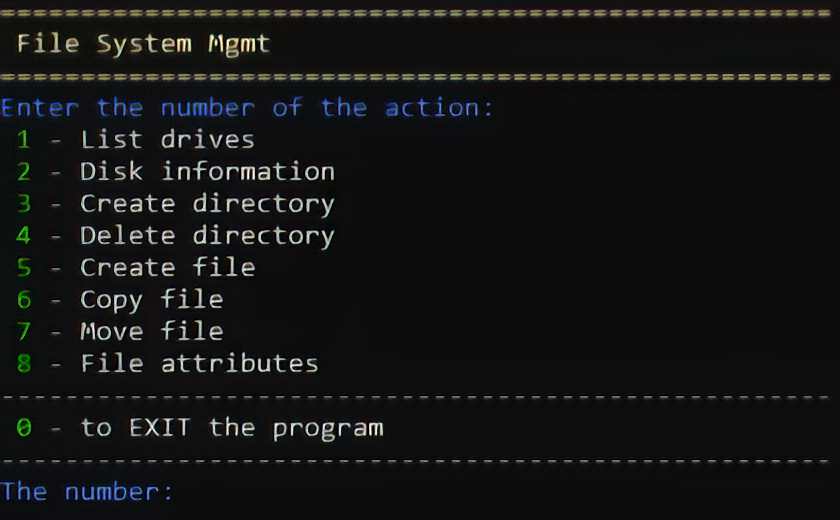 ====================================================
File System Mgmt
====================================================
Enter the number of the action:
1 - List drives
2 - Disk information
3 - Create directory
4 - Delete directory
5 - Create file
6 - Copy file
7 - Move file
8 - File attributes
----------------------------------------------------
0 - to EXIT the program
----------------------------------------------------
The number: